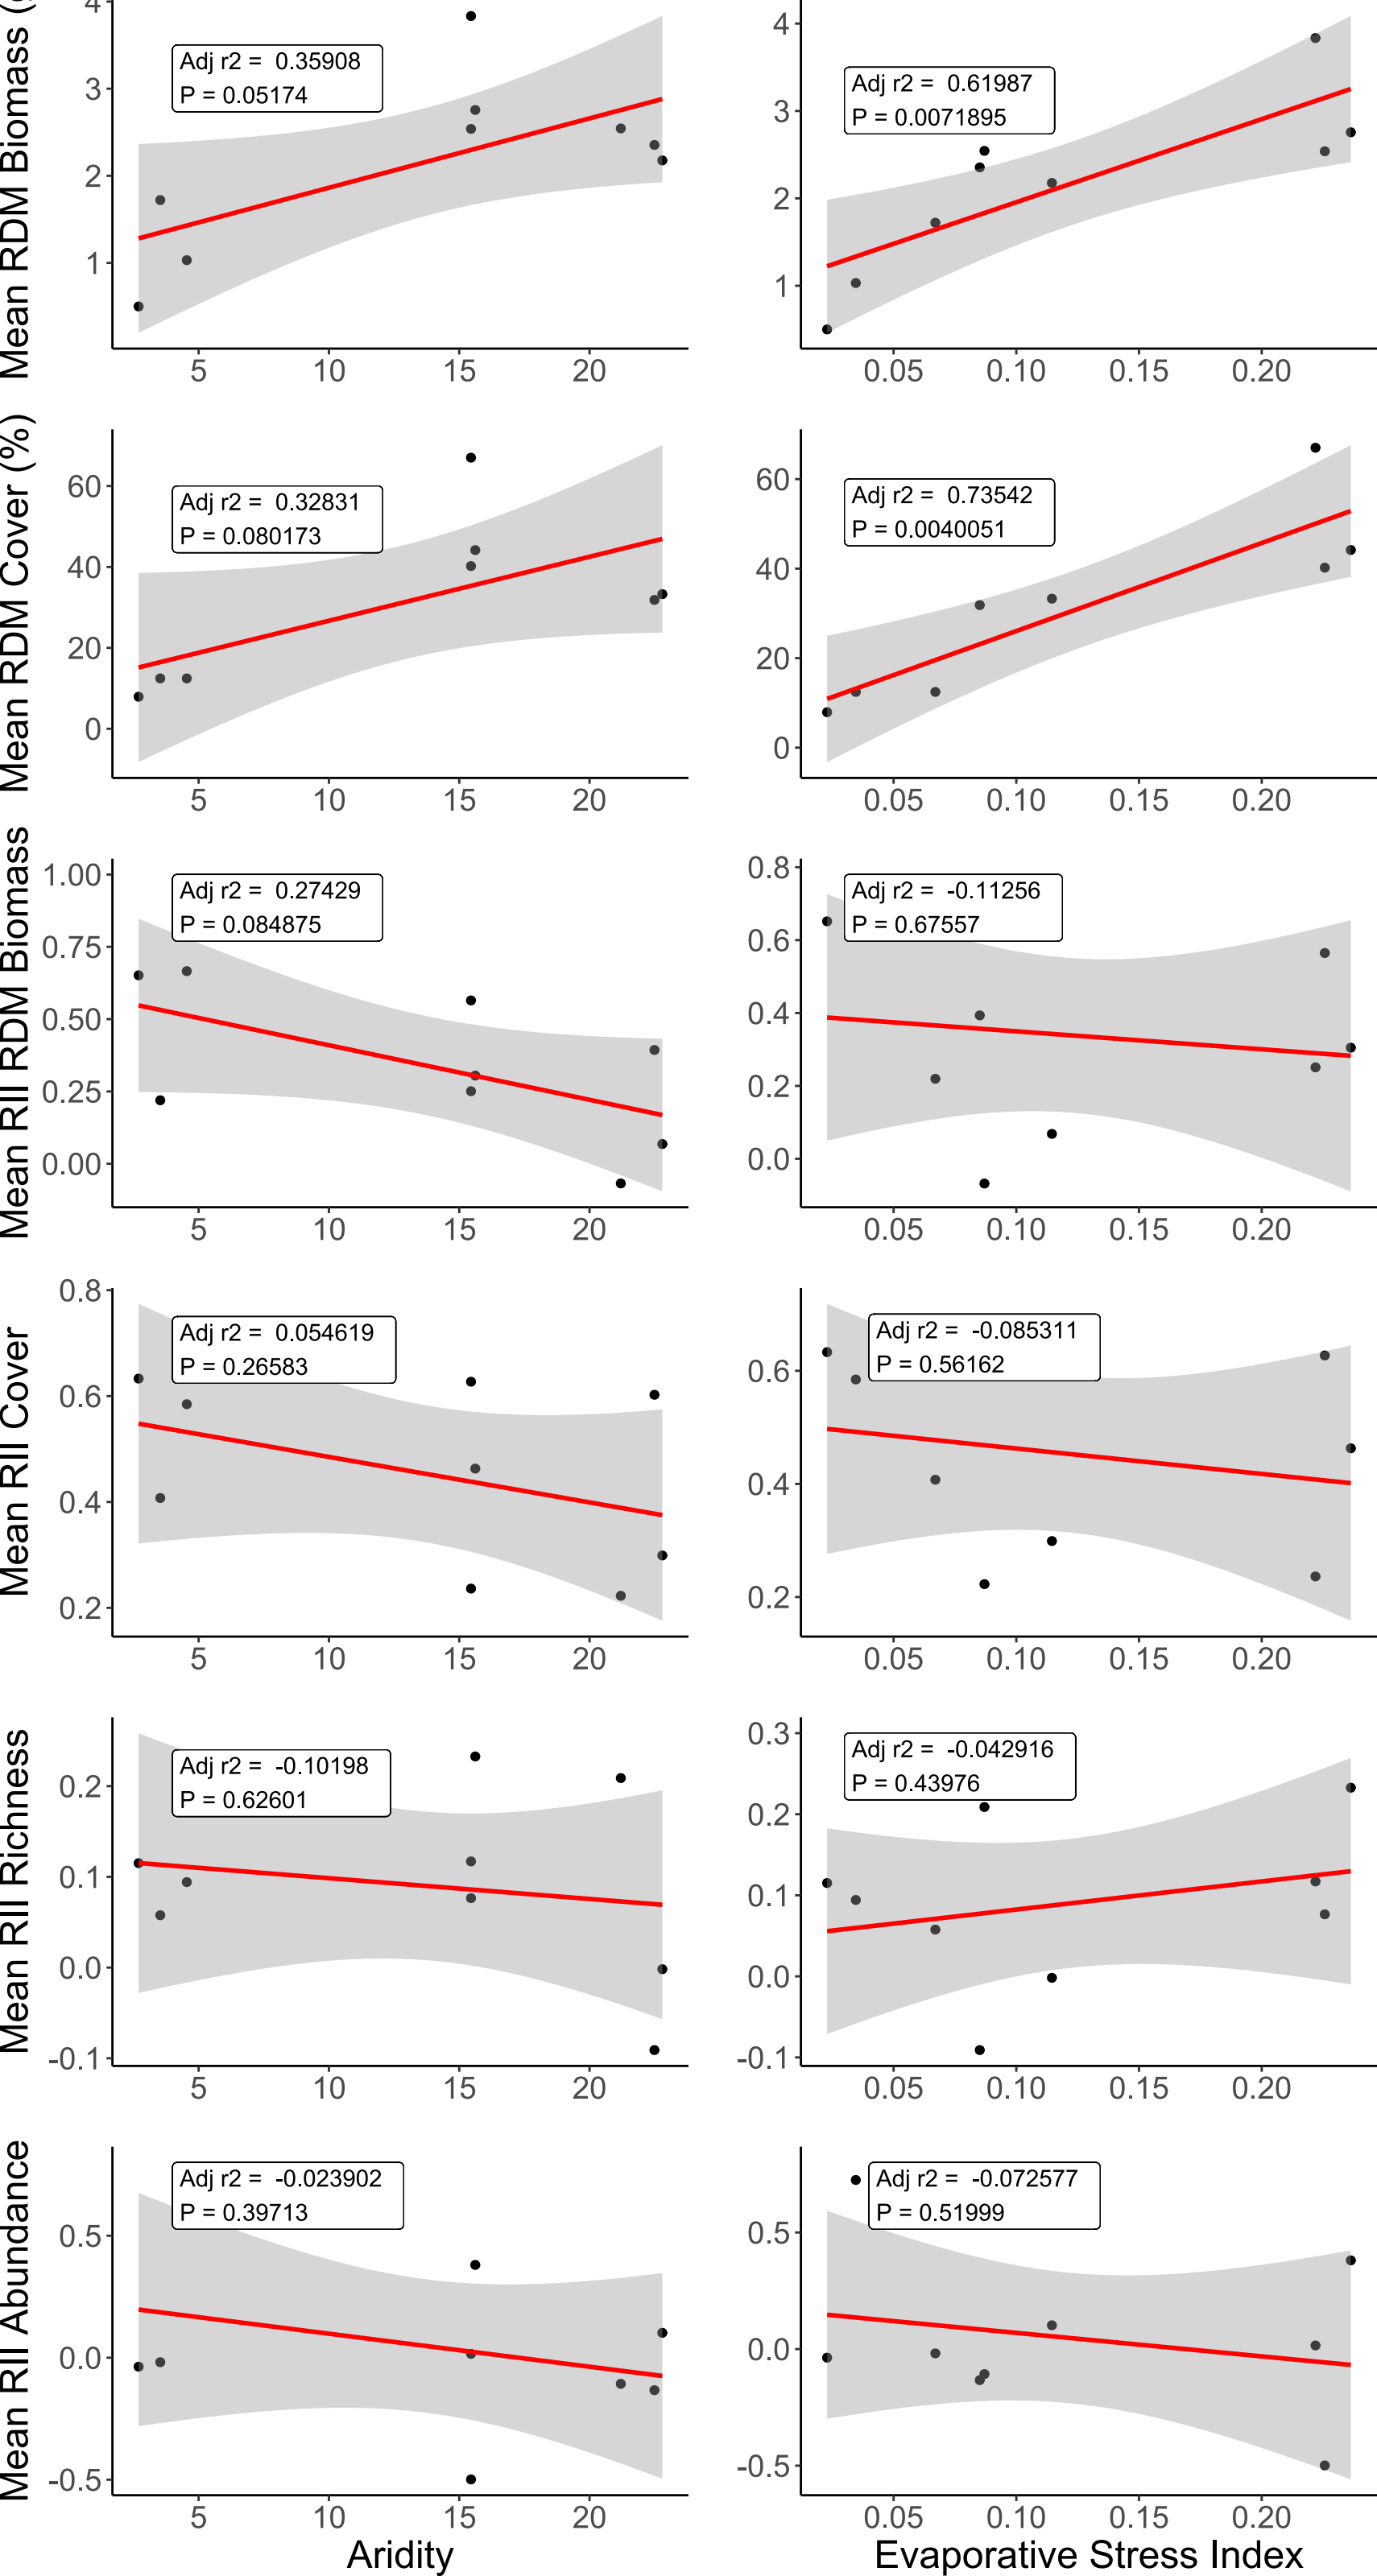 Mean RDM Biomass (
4
3
2
1
Adj r2 = 0.35908
P = 0.05174
5 10 15 20
4
3
2
1
Adj r2 = 0.61987
P = 0.0071895
0.05 0.10 0.15 0.20
Mean RDM Cover (%)
60
40
20
0
Adj r2 = 0.32831
P = 0.080173
5 10 15 20
60
40
20
0
Adj r2 = 0.73542
P = 0.0040051
0.05 0.10 0.15 0.20
Mean RII RDM Biomass
1.00
0.75
0.50
0.25
0.00
Adj r2 = 0.27429
P = 0.084875
5 10 15 20
0.8
0.6
0.4
0.2
0.0
Adj r2 = -0.11256
P = 0.67557
0.05 0.10 0.15 0.20
Mean RII Cover
0.8
0.6
0.4
0.2
Adj r2 = 0.054619
P = 0.26583
5 10 15 20
0.6
0.4
0.2
Adj r2 = -0.085311
P = 0.56162
0.05 0.10 0.15 0.20
Mean RII Richness
0.2
0.1
0.0
-0.1
Adj r2 = -0.10198
P = 0.62601
5 10 15 20
0.3
0.2
0.1
0.0
-0.1
Adj r2 = -0.042916
P = 0.43976
0.05 0.10 0.15 0.20
Mean RII Abundance
0.5
0.0
-0.5
Adj r2 = -0.023902
P = 0.39713
5 10 15 20
Aridity
0.5
0.0
-0.5
Adj r2 = -0.072577
P = 0.51999
0.05 0.10 0.15 0.20
Evaporative Stress Index